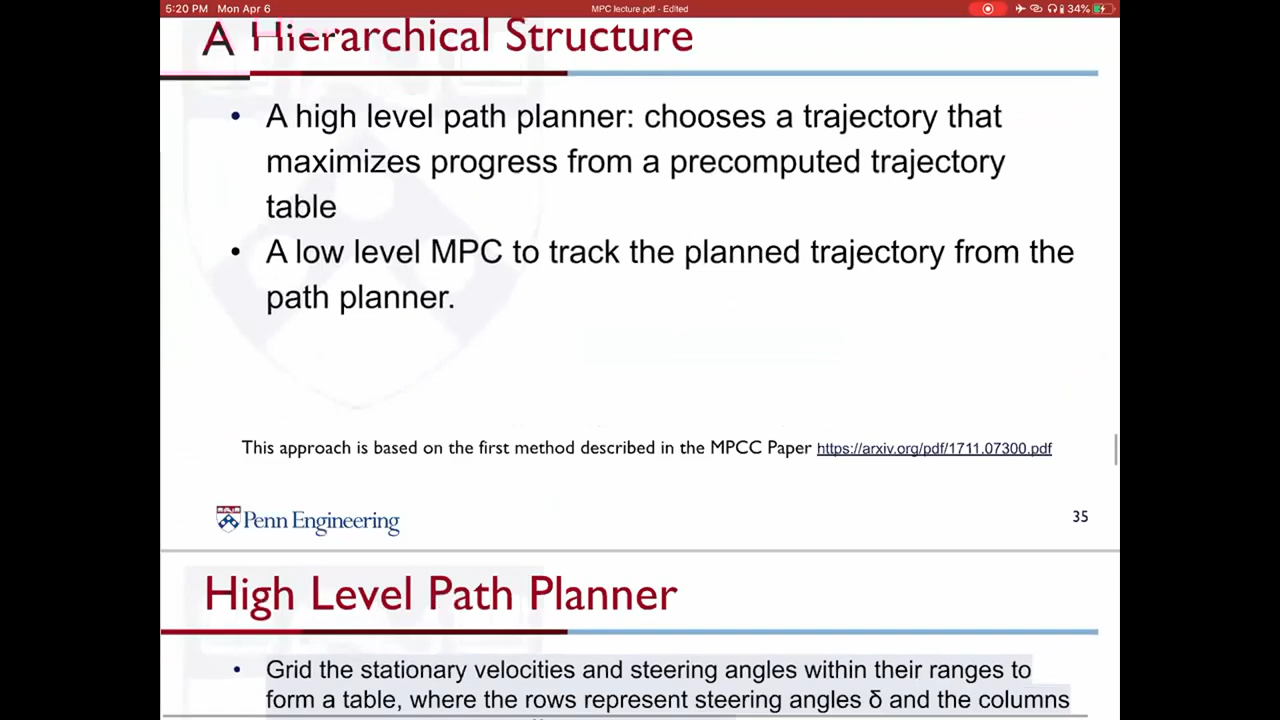 5:20 PM Mon Apr 6
MPC lecture.pdf - Edited
34%
A Hierarchical Structure
• A high level path planner: chooses a trajectory that
maximizes progress from a precomputed trajectory
table
• A low level MPC to track the planned trajectory from the
path planner.
This approach is based on the first method described in the MPCC Paper https://arxiv.org/pdf/1711.07300.pdf
Penn Engineering
35
High Level Path Planner
• Grid the stationary velocities and steering angles within their ranges to
form a table, where the rows represent steering angles δ and the columns